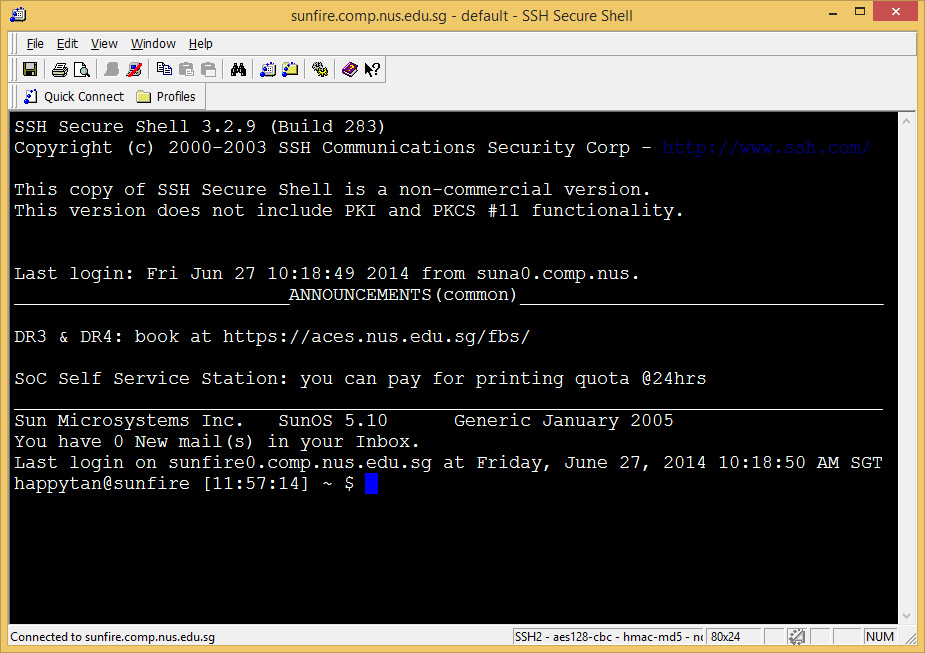 sunfire.comp.nus.edu.sg - default - SSH Secure Shell
File Edit View Window Help
Quick Connect Profiles
SSH Secure Shell 3.2.9 (Build 283)
Copyright (c) 2000-2003 SSH Communications Security Corp - http://www.ssh.com/
This copy of SSH Secure Shell is a non-commercial version.
This version does not include PKI and PKCS #11 functionality.
Last login: Fri Jun 27 10:18:49 2014 from suna0.comp.nus.
ANNOUNCEMENTS(common)
DR3 & DR4: book at https://aces.nus.edu.sg/fbs/
SoC Self Service Station: you can pay for printing quota @24hrs
Sun Microsystems Inc. SunOS 5.10 Generic January 2005
You have 0 New mail(s) in your Inbox.
Last login on sunfire0.comp.nus.edu.sg at Friday, June 27, 2014 10:18:50 AM SGT
happytan@sunfire [11:57:14] ~ $
Connected to sunfire.comp.nus.edu.sg SSH2 - aes128-cbc - hmac-md5 - 80x24 NUM